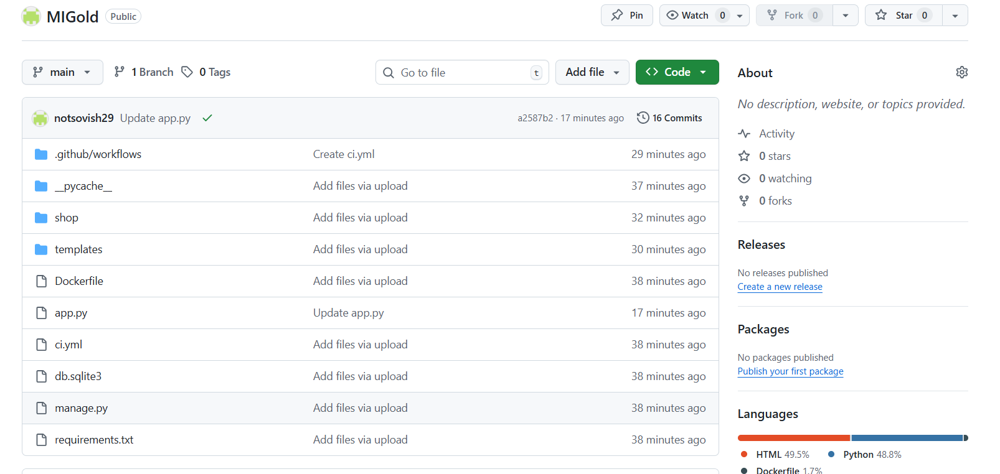 MIGold Public Pin Watch 0 Fork 0 Star 0
main 1 Branch 0 Tags Go to file t Add file Code
notsovish29 Update app.py a2587b2 · 17 minutes ago 16 Commits
.github/workflows Create ci.yml 29 minutes ago
__pycache__ Add files via upload 37 minutes ago
shop Add files via upload 32 minutes ago
templates Add files via upload 30 minutes ago
Dockerfile Add files via upload 38 minutes ago
app.py Update app.py 17 minutes ago
ci.yml Add files via upload 38 minutes ago
db.sqlite3 Add files via upload 38 minutes ago
manage.py Add files via upload 38 minutes ago
requirements.txt Add files via upload 38 minutes ago
About
No description, website, or topics provided.
Activity
0 stars
0 watching
0 forks
Releases
No releases published
Create a new release
Packages
No packages published
Publish your first package
Languages
HTML 49.5% Python 48.8%
Dockerfile 1.7%